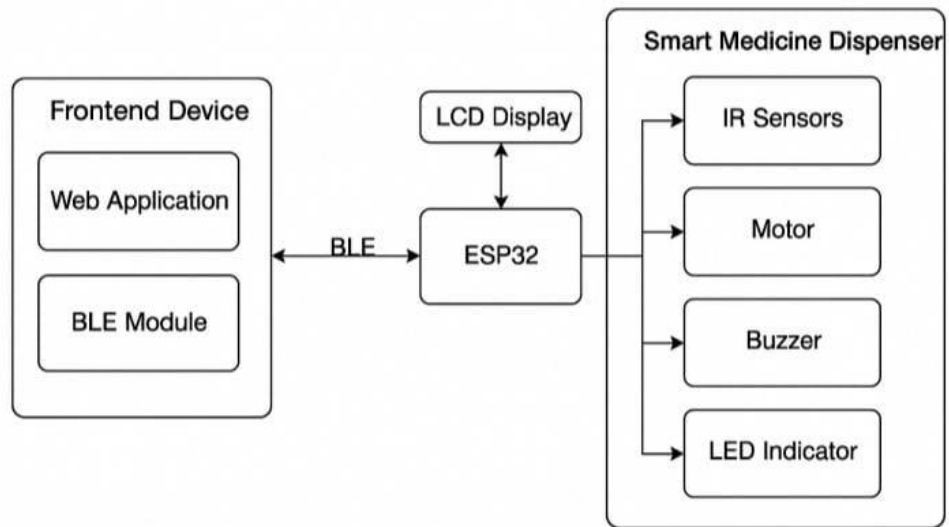 Frontend Device
Web Application
BLE Module
BLE
LCD Display
ESP32
Smart Medicine Dispenser
IR Sensors
Motor
Buzzer
LED Indicator